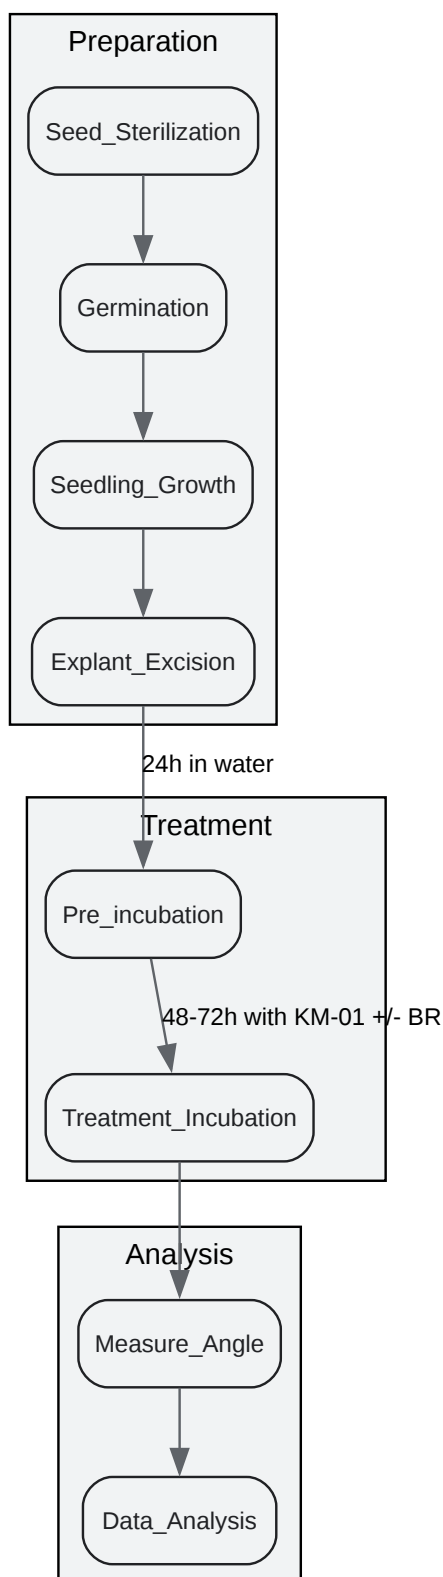 Preparation
Seed_Sterilization
Germination
Seedling_Growth
Explant_Excision
24h in water
Treatment
Pre_incubation
48-72h with KM-01 +/- BR
Treatment_Incubation
Analysis
Measure_Angle
Data_Analysis